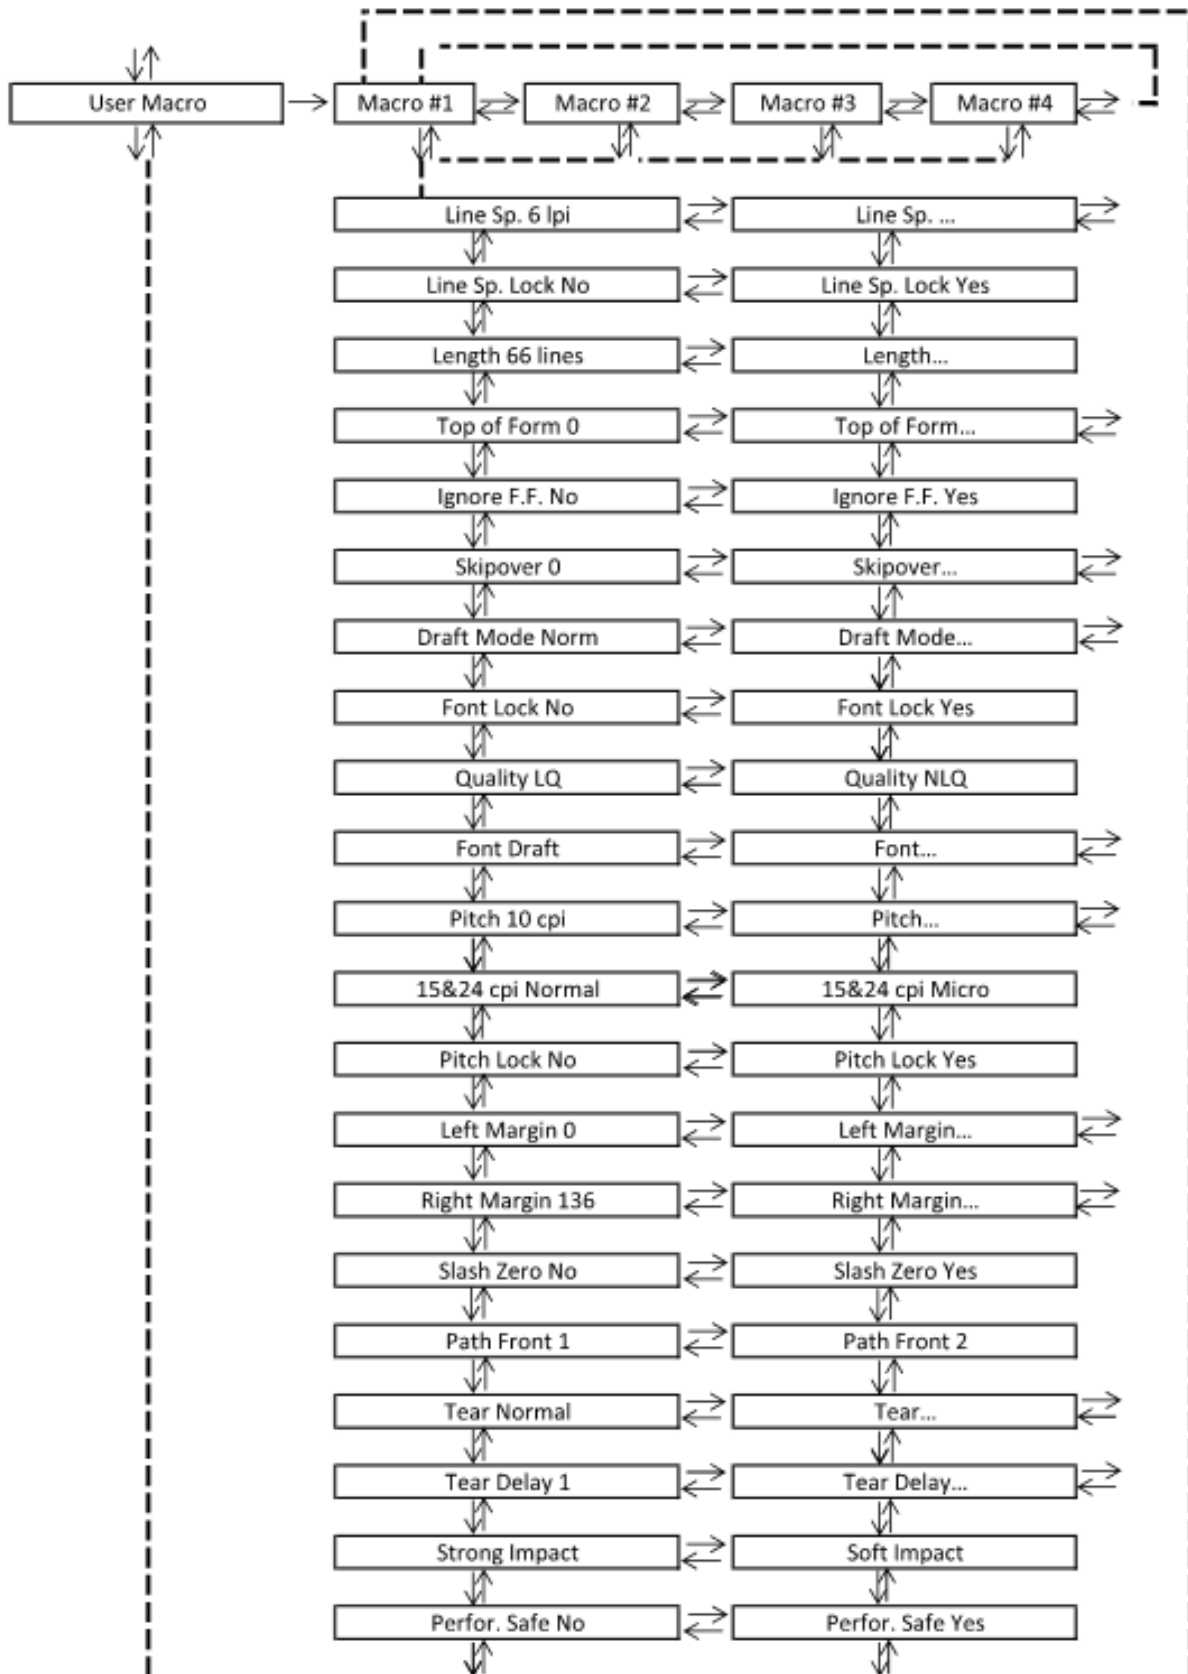 User Macro Macro #1 Macro #2 Macro #3 Macro #4
Line Sp. 6 lpi Line Sp. ...
Line Sp. Lock No Line Sp. Lock Yes
Length 66 lines Length...
Top of Form 0 Top of Form...
Ignore F.F. No Ignore F.F. Yes
Skipover 0 Skipover...
Draft Mode Norm Draft Mode...
Font Lock No Font Lock Yes
Quality LQ Quality NLQ
Font Draft Font...
Pitch 10 cpi Pitch...
15&24 cpi Normal 15&24 cpi Micro
Pitch Lock No Pitch Lock Yes
Left Margin 0 Left Margin...
Right Margin 136 Right Margin...
Slash Zero No Slash Zero Yes
Path Front 1 Path Front 2
Tear Normal Tear...
Tear Delay 1 Tear Delay...
Strong Impact Soft Impact
Perfor. Safe No Perfor. Safe Yes